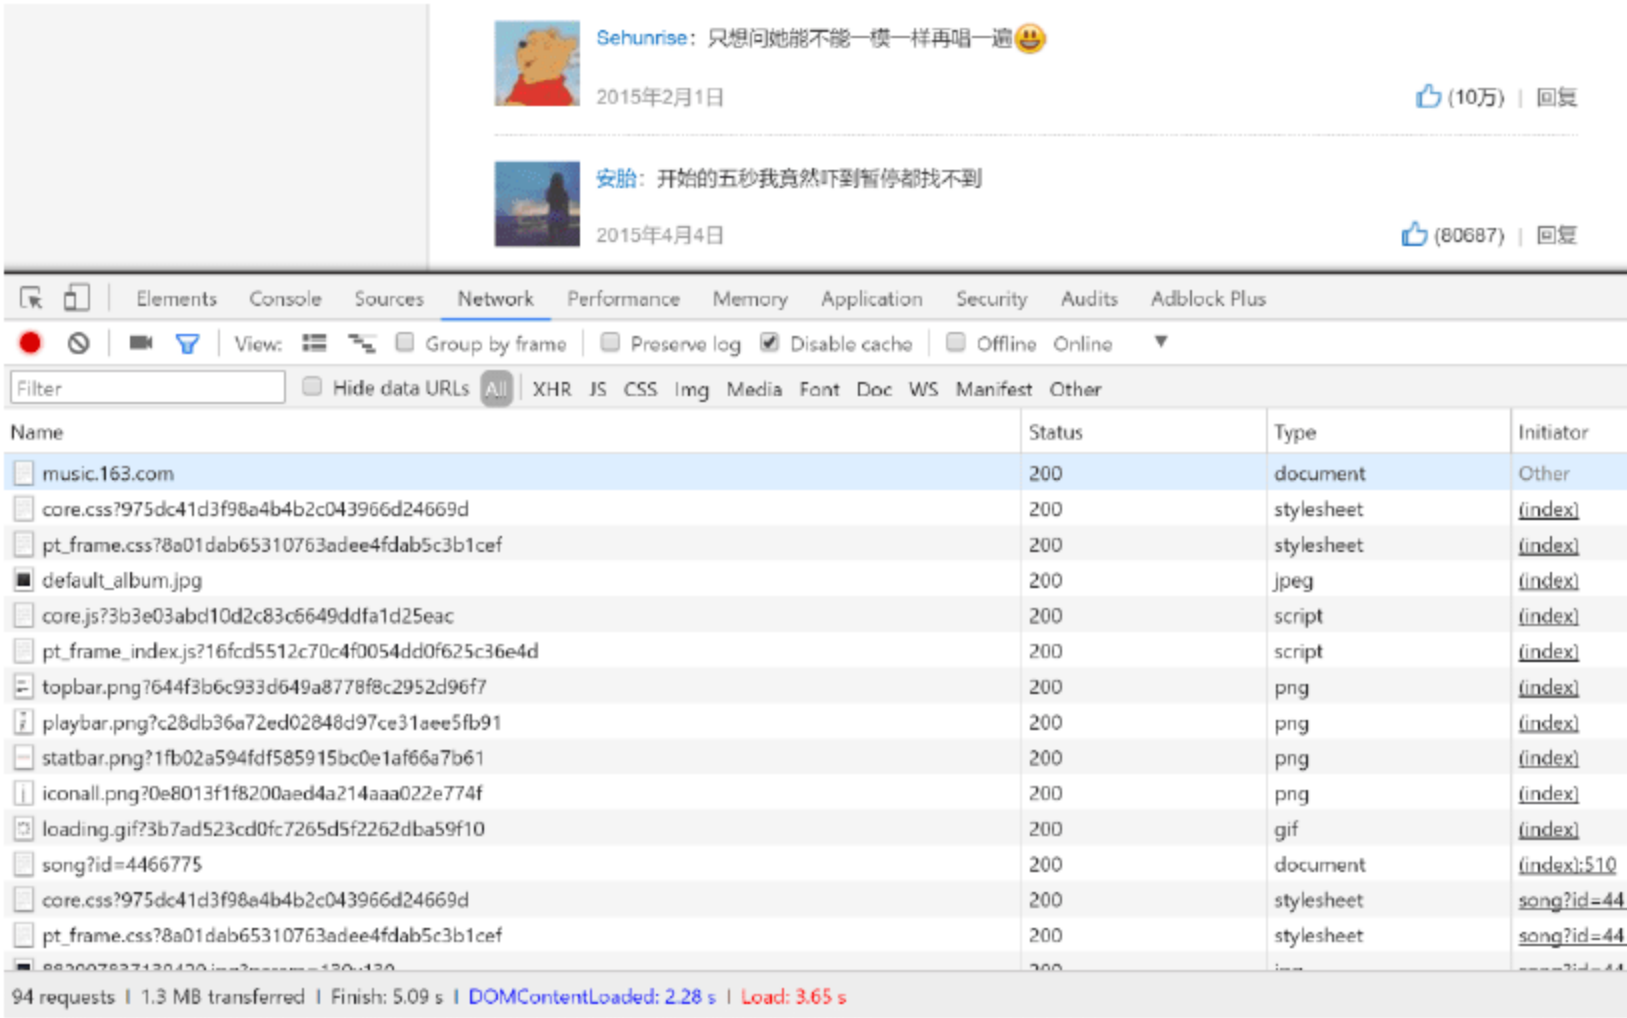 Sehunrise：只想问她能不能一模一样再唱一遍
2015年2月1日 (10万) | 回复
安胎：开始的五秒我竟然吓到暂停都找不到
2015年4月4日 (80687) | 回复
Elements Console Sources Network Performance Memory Application Security Audits Adblock Plus
View: Group by frame Preserve log Disable cache Offline Online
Filter Hide data URLs All XHR JS CSS Img Media Font Doc WS Manifest Other
Name Status Type Initiator
music.163.com 200 document Other
core.css?975dc41d3f98a4b4b2c043966d24669d 200 stylesheet (index)
pt_frame.css?8a01dab65310763adee4fdab5c3b1cef 200 stylesheet (index)
default_album.jpg 200 jpeg (index)
core.js?3b3e03abd10d2c83c6649ddfa1d25eac 200 script (index)
pt_frame_index.js?16fcd5512c70c4f0054dd0f625c36e4d 200 script (index)
topbar.png?644f3b6c933d649a8778f8c2952d96f7 200 png (index)
playbar.png?c28db36a72ed02848d97ce31aee5fb91 200 png (index)
statbar.png?1fb02a594fdf585915bc0e1af66a7b61 200 png (index)
iconall.png?0e8013f1f8200aed4a214aaa022e774f 200 png (index)
loading.gif?3b7ad523cd0fc7265d5f2262dba59f10 200 gif (index)
song?id=4466775 200 document (index):510
core.css?975dc41d3f98a4b4b2c043966d24669d 200 stylesheet song?id=44
pt_frame.css?8a01dab65310763adee4fdab5c3b1cef 200 stylesheet song?id=44
94 requests | 1.3 MB transferred | Finish: 5.09 s | DOMContentLoaded: 2.28 s | Load: 3.65 s